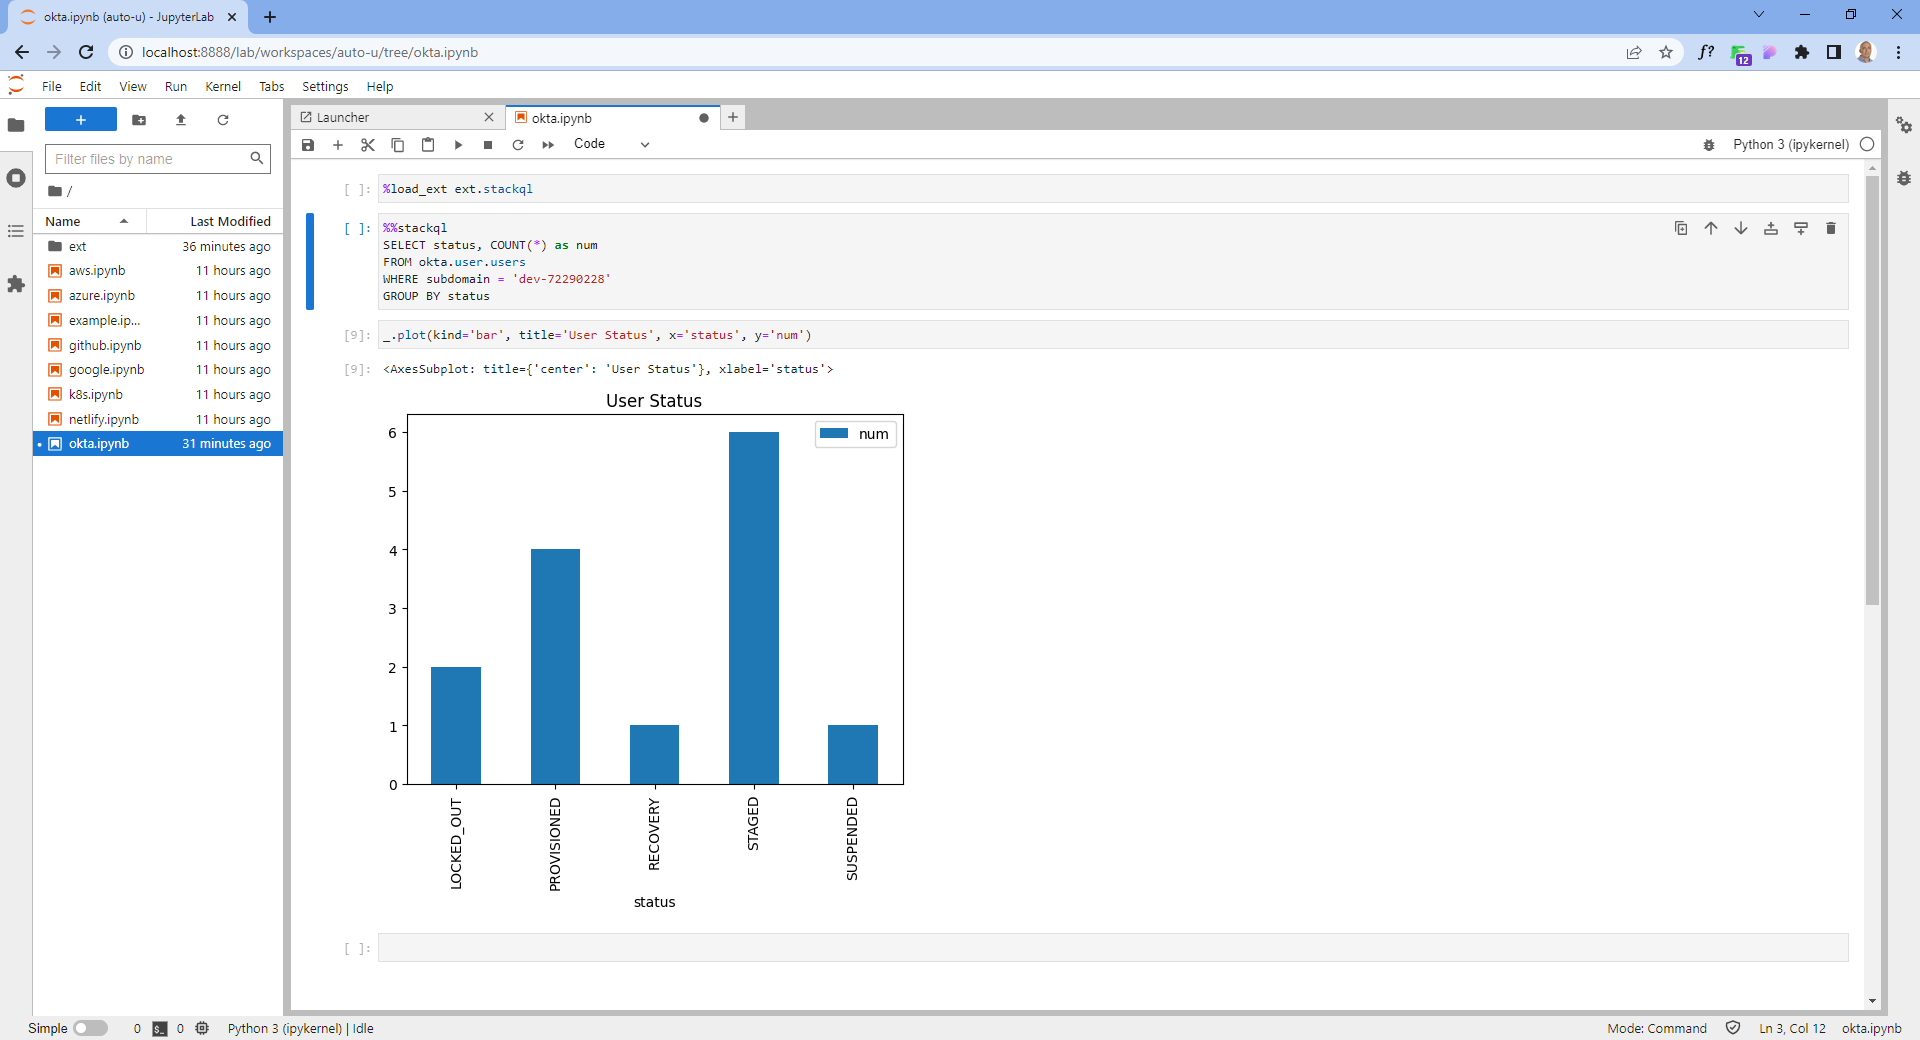 okta.ipynb (auto-u) - JupyterLab
localhost:8888/lab/workspaces/auto-u/tree/okta.ipynb
f?
12
File Edit View Run Kernel Tabs Settings Help
Filter files by name
/
Name Last Modified
ext 36 minutes ago
aws.ipynb 11 hours ago
azure.ipynb 11 hours ago
example.ip... 11 hours ago
github.ipynb 11 hours ago
google.ipynb 11 hours ago
k8s.ipynb 11 hours ago
netlify.ipynb 11 hours ago
okta.ipynb 31 minutes ago
Launcher
okta.ipynb
Code
Python 3 (ipykernel)
[ ]: %load_ext ext.stackql
[ ]: %%stackql
SELECT status, COUNT(*) as num
FROM okta.user.users
WHERE subdomain = 'dev-72290228'
GROUP BY status
[9]: _.plot(kind='bar', title='User Status', x='status', y='num')
[9]: <AxesSubplot: title={'center': 'User Status'}, xlabel='status'>
User Status
num
6
5
4
3
2
1
0
LOCKED_OUT
PROVISIONED
RECOVERY
STAGED
SUSPENDED
status
[ ]:
Simple 0 $_ 0 Python 3 (ipykernel) | Idle
Mode: Command Ln 3, Col 12 okta.ipynb